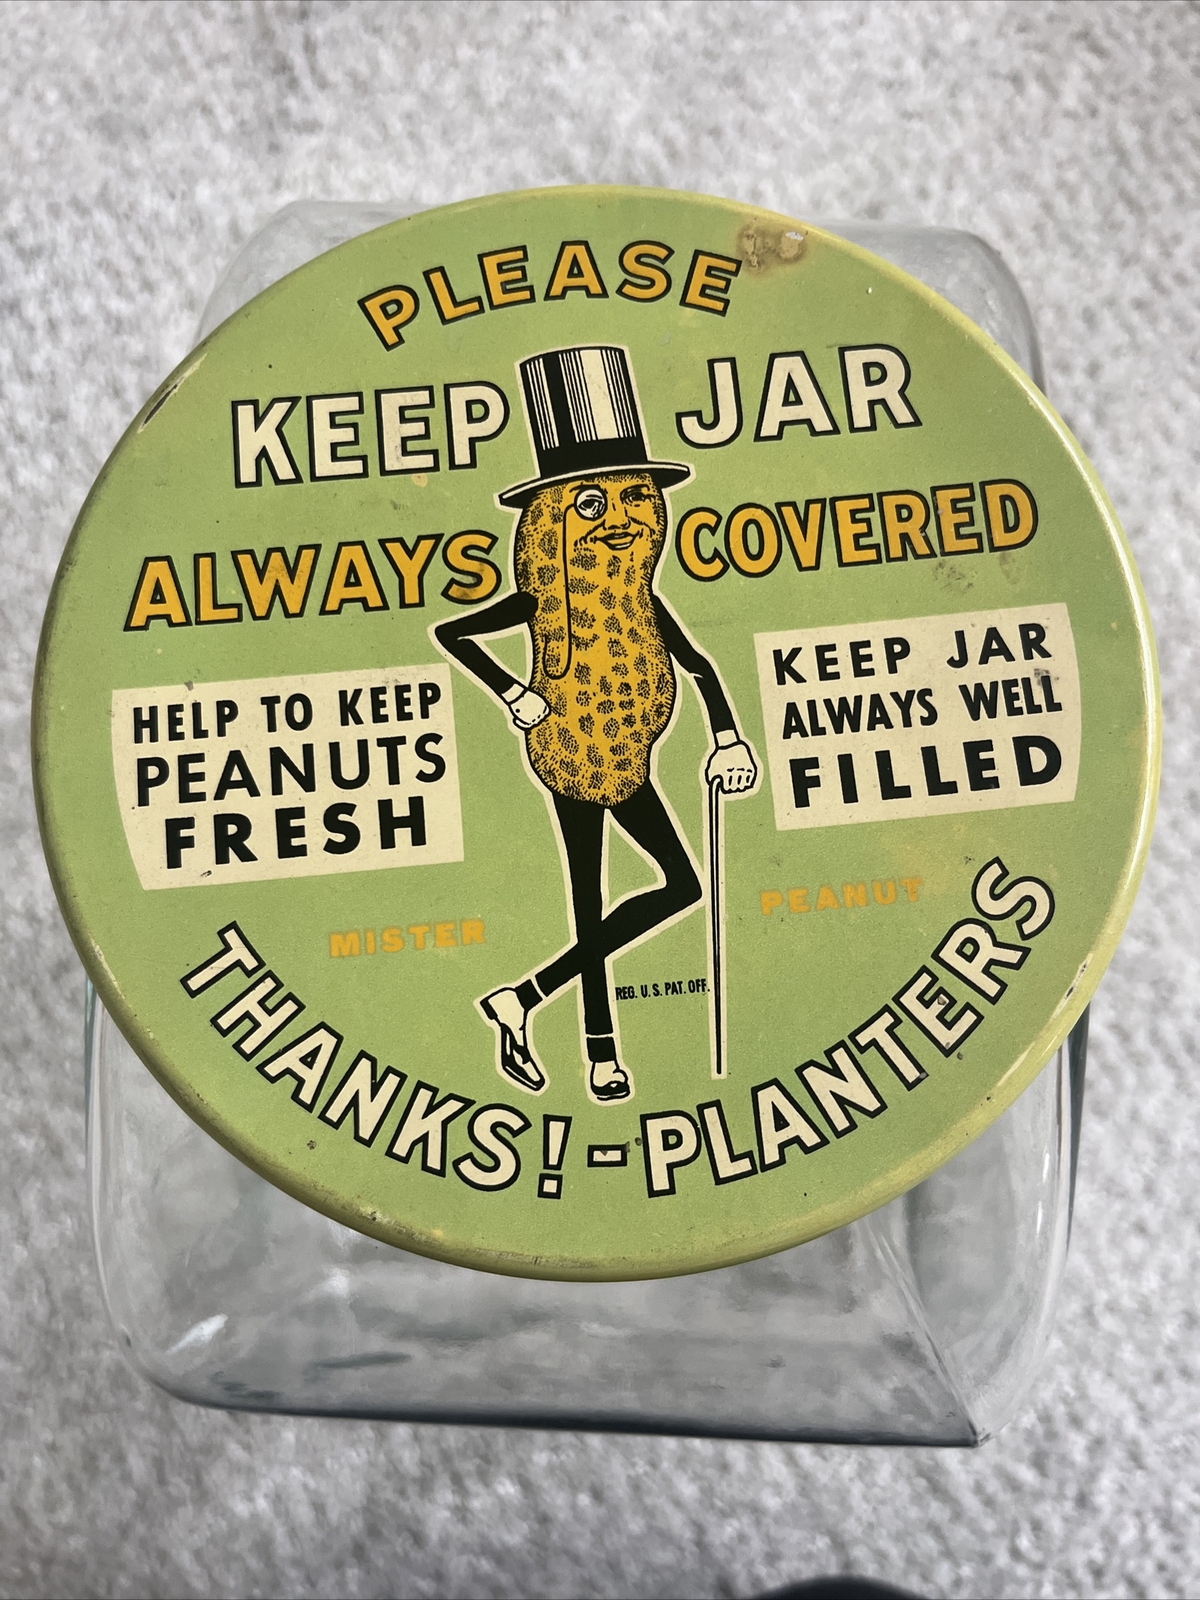 PLEASE
KEEP JAR
ALWAYS COVERED
HELP TO KEEP
PEANUTS
FRESH
KEEP JAR
ALWAYS WELL
FILLED
MISTER PEANUT
REG. U.S. PAT. OFF.
THANKS! - PLANTERS